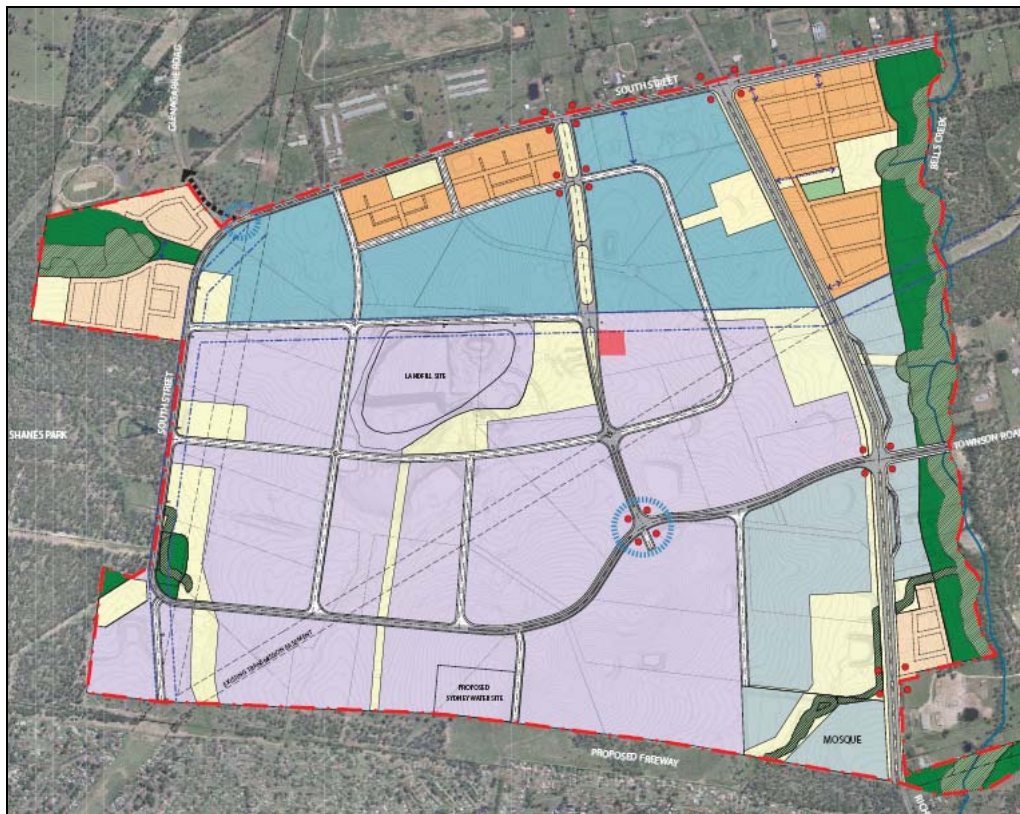 GLENGARRIE ROAD
SOUTH STREET
BELLS CREEK
LANDFILL SITE
SOUTH STREET
SHANES PARK
TOWNSON ROAD
EXISTING TRANSMISSION EASEMENT
PROPOSED
SYDNEY WATER SITE
MOSQUE
PROPOSED FREEWAY